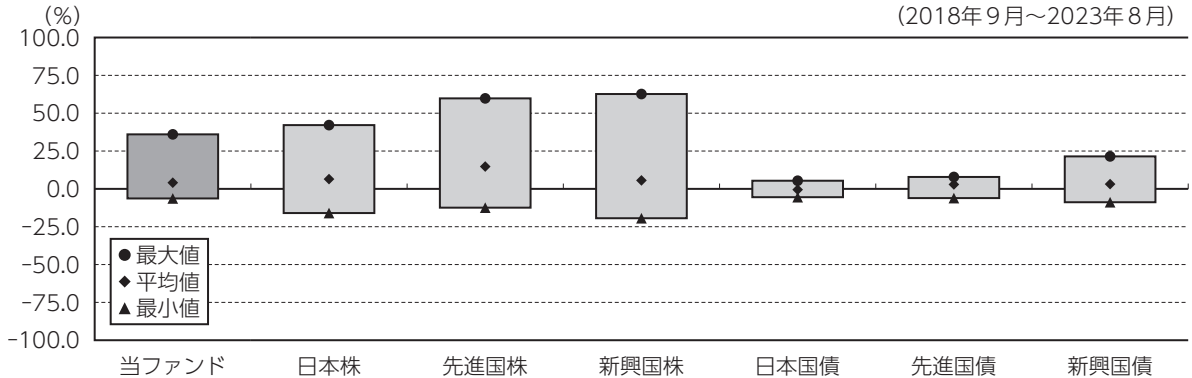 (%)
(2018年9月～2023年8月)
100.0
75.0
50.0
25.0
0.0
-25.0
-50.0
-75.0
-100.0
●最大値
◆平均値
▲最小値
当ファンド 日本株 先進国株 新興国株 日本国債 先進国債 新興国債